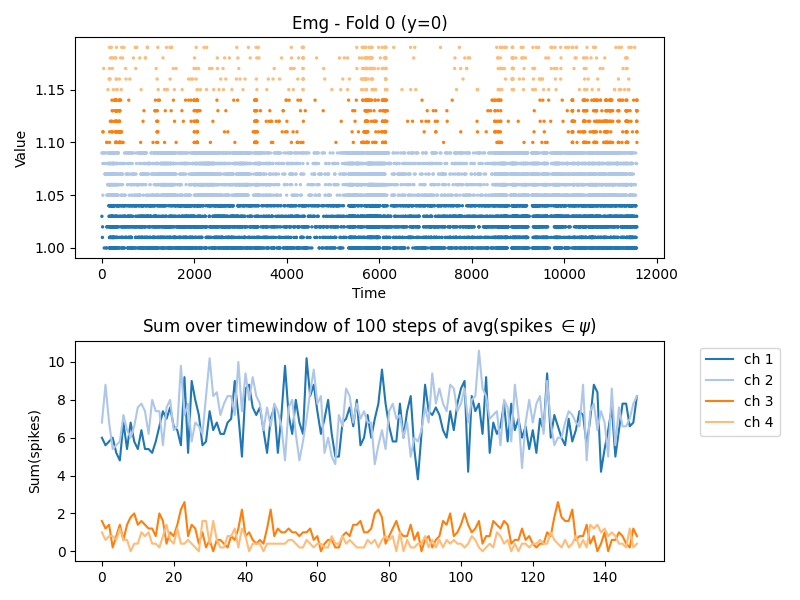 Emg - Fold 0 (y=0)
Value
1.15
1.10
1.05
1.00
0 2000 4000 6000 8000 10000 12000
Time
Sum over timewindow of 100 steps of avg(spikes ∈ψ)
Sum(spikes)
10
8
6
4
2
0
0 20 40 60 80 100 120 140
ch 1
ch 2
ch 3
ch 4